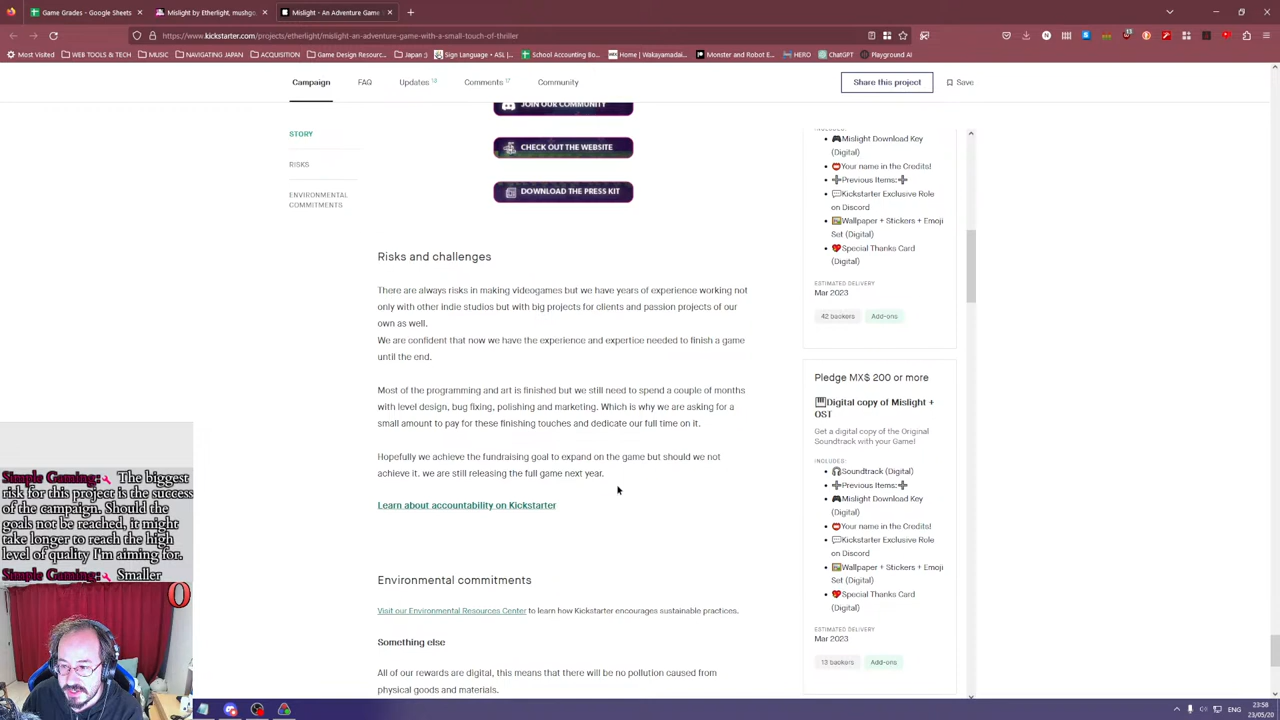 Game Grades - Google Sheets
Mislight by Etherlight, mushgo
Mislight - An Adventure Game
https://www.kickstarter.com/projects/etherlight/mislight-an-adventure-game-with-a-small-touch-of-thriller
Most Visited
WEB TOOLS & TECH
MUSIC
NAVITING JAPAN
ACQUISITION
Game Design Resourc...
Japan :)
Sign Language - ASL |...
School Accounting Bo...
Home | Wakayamadai...
Monster and Robot E...
HERO
ChatGPT
Playground AI
Campaign
FAQ
Updates
Comments 17
Community
Share this project
Save
JOIN OUR COMMUNITY
CHECK OUT THE WEBSITE
DOWNLOAD THE PRESS KIT
STORY
RISKS
ENVIRONMENTAL
COMMITMENTS
Risks and challenges
There are always risks in making videogames but we have years of experience working not
only with other indie studios but with big projects for clients and passion projects of our
own as well.
We are confident that now we have the experience and expertice needed to finish a game
until the end.
Most of the programming and art is finished but we still need to spend a couple of months
with level design, bug fixing, polishing and marketing. Which is why we are asking for a
small amount to pay for these finishing touches and dedicate our full time on it.
Hopefully we achieve the fundraising goal to expand on the game but should we not
achieve it. we are still releasing the full game next year.
Learn about accountability on Kickstarter
Environmental commitments
Visit our Environmental Resources Center to learn how Kickstarter encourages sustainable practices.
Something else
All of our rewards are digital, this means that there will be no pollution caused from
physical goods and materials.
INCLUDES:
Mislight Download Key
(Digital)
Your name in the Credits!
Previous Items:
Kickstarter Exclusive Role
on Discord
Wallpaper + Stickers + Emoji
Set (Digital)
Special Thanks Card
(Digital)
ESTIMATED DELIVERY
Mar 2023
42 backers
Add-ons
Pledge MX$ 200 or more
Digital copy of Mislight +
OST
Get a digital copy of the Original
Soundtrack with your Game!
INCLUDES:
Soundtrack (Digital)
Previous Items:
Mislight Download Key
(Digital)
Your name in the Credits!
Kickstarter Exclusive Role
on Discord
Wallpaper + Stickers + Emoji
Set (Digital)
Special Thanks Card
(Digital)
ESTIMATED DELIVERY
Mar 2023
13 backers
Add-ons
Simple Gaming: The biggest
risk for this project is the success
of the campaign. Should the
goals not be reached, it might
take longer to reach the high
level of quality I'm aiming for.
Simple Gaming: Smaller
0
ENG
23:58
23/05/20